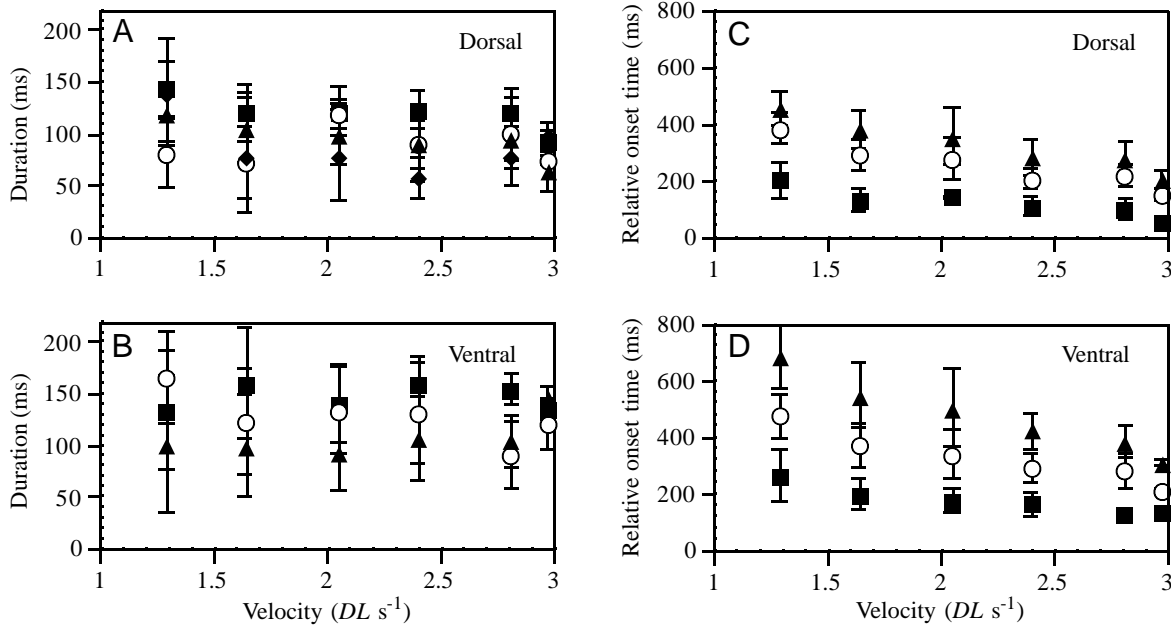 A
Dorsal
Duration (ms)
200
150
100
50
0
1
1.5
2
2.5
3
C
Dorsal
Relative onset time (ms)
800
600
400
200
0
1
1.5
2
2.5
3
B
Ventral
Duration (ms)
200
150
100
50
0
1
1.5
2
2.5
3
Velocity (DL s⁻¹)
D
Ventral
Relative onset time (ms)
800
600
400
200
0
1
1.5
2
2.5
3
Velocity (DL s⁻¹)